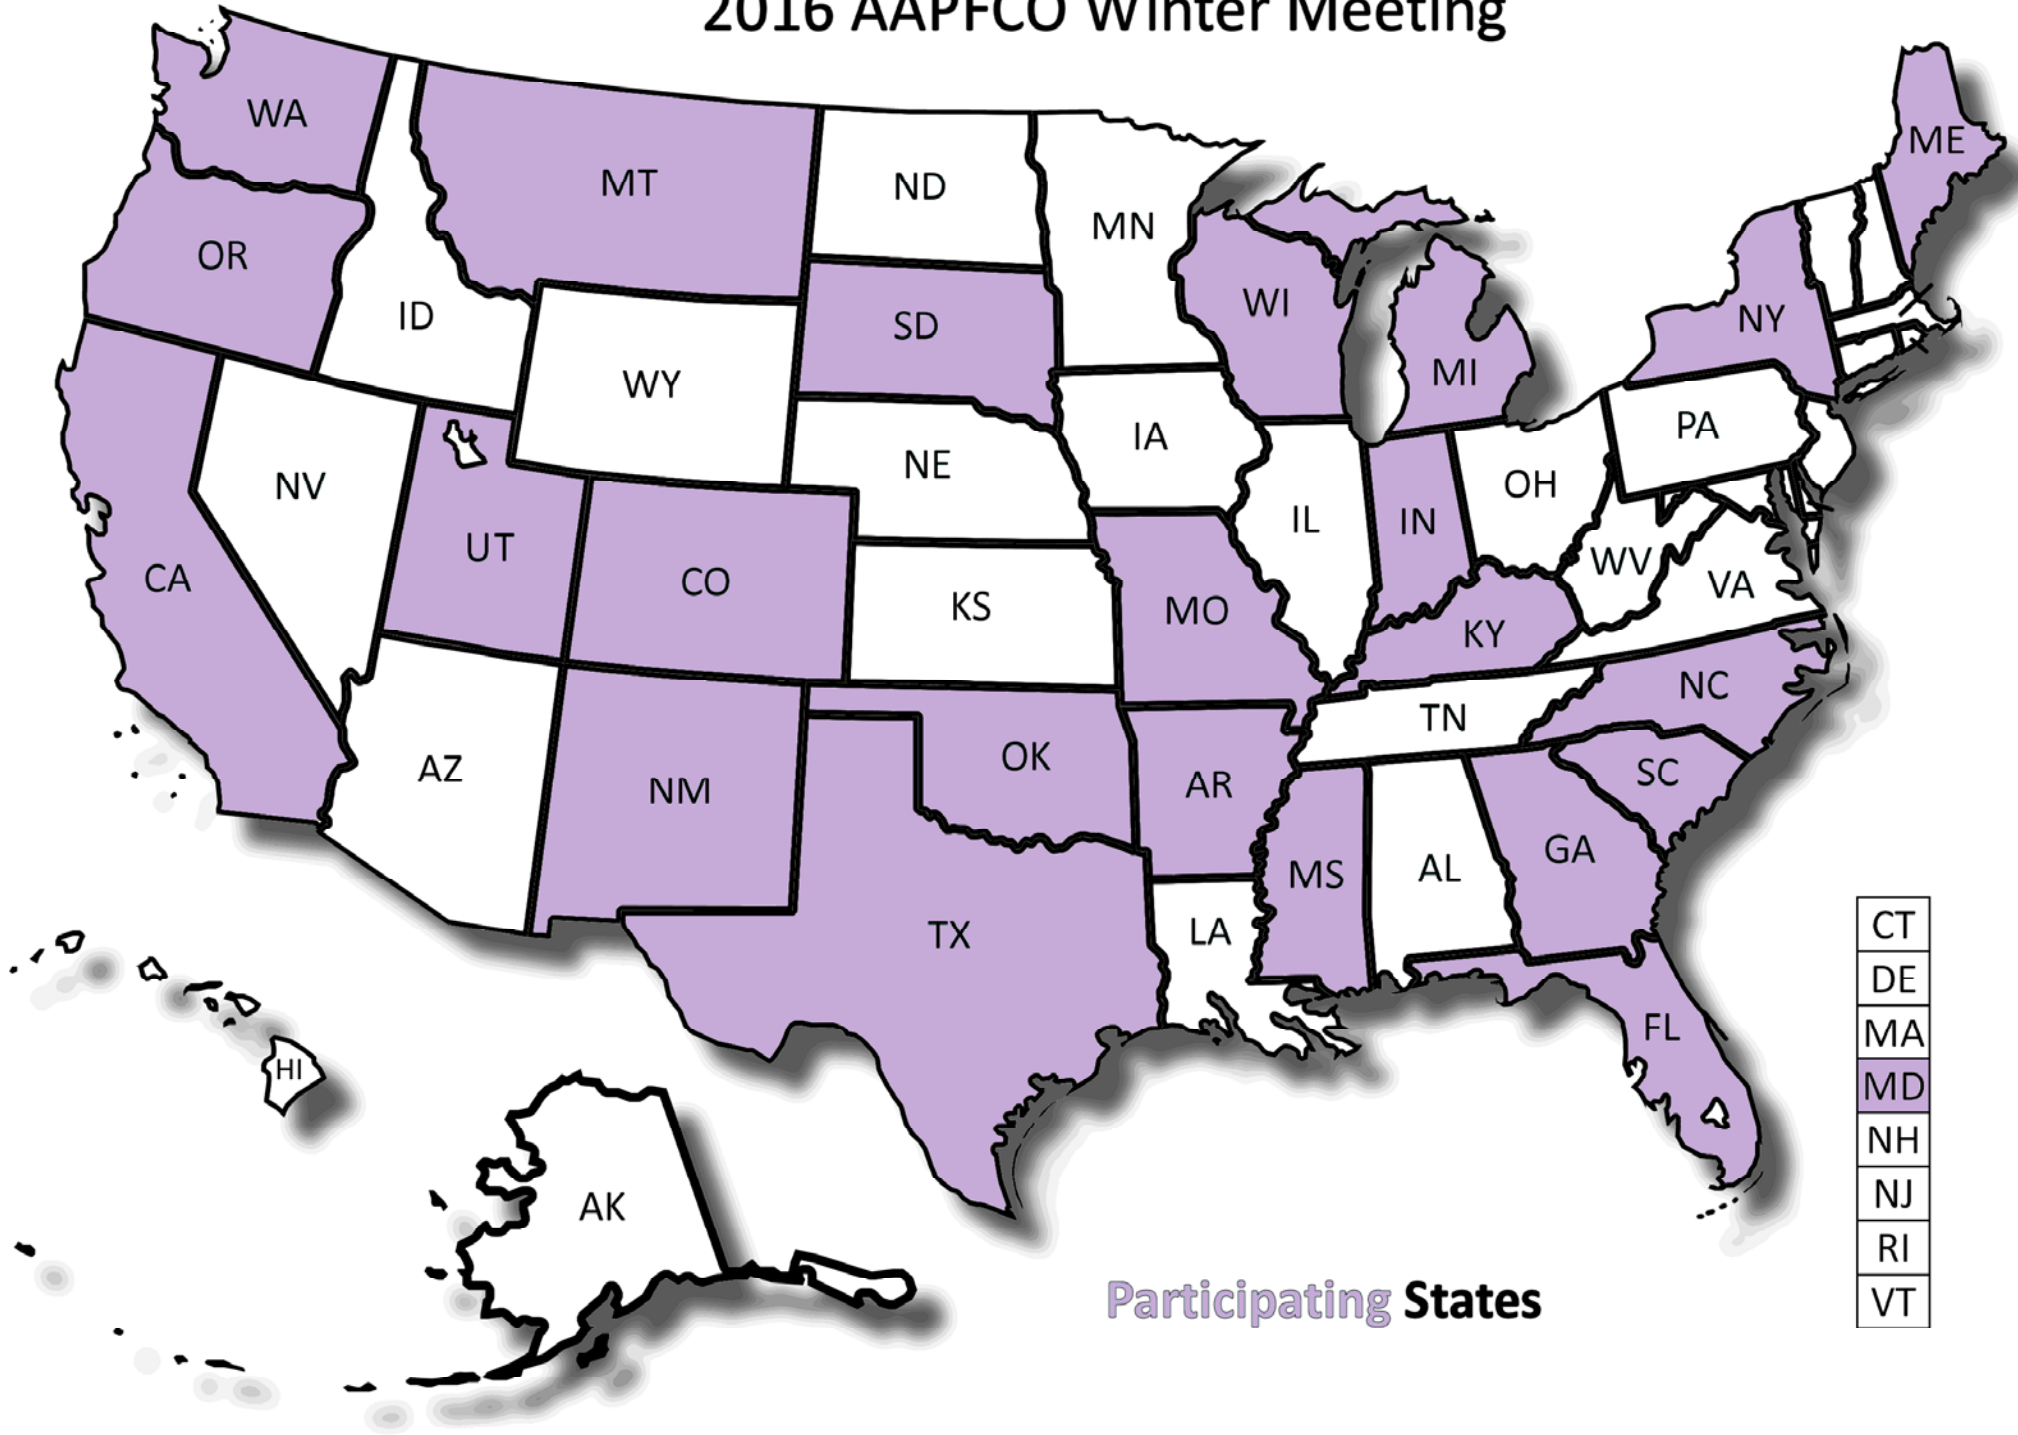 2016 AAPFCO Winter Meeting
WA
ME
MT
ND
MN
OR
ID
WI
NY
SD
WY
MI
PA
IA
NE
NV
OH
IL
IN
UT
WV
CA
CO
VA
KS
MO
KY
NC
TN
AZ
OK
SC
NM
AR
GA
MS
AL
TX
LA
CT
DE
FL
MA
HI
MD
NH
AK
NJ
RI
Participating States
VT